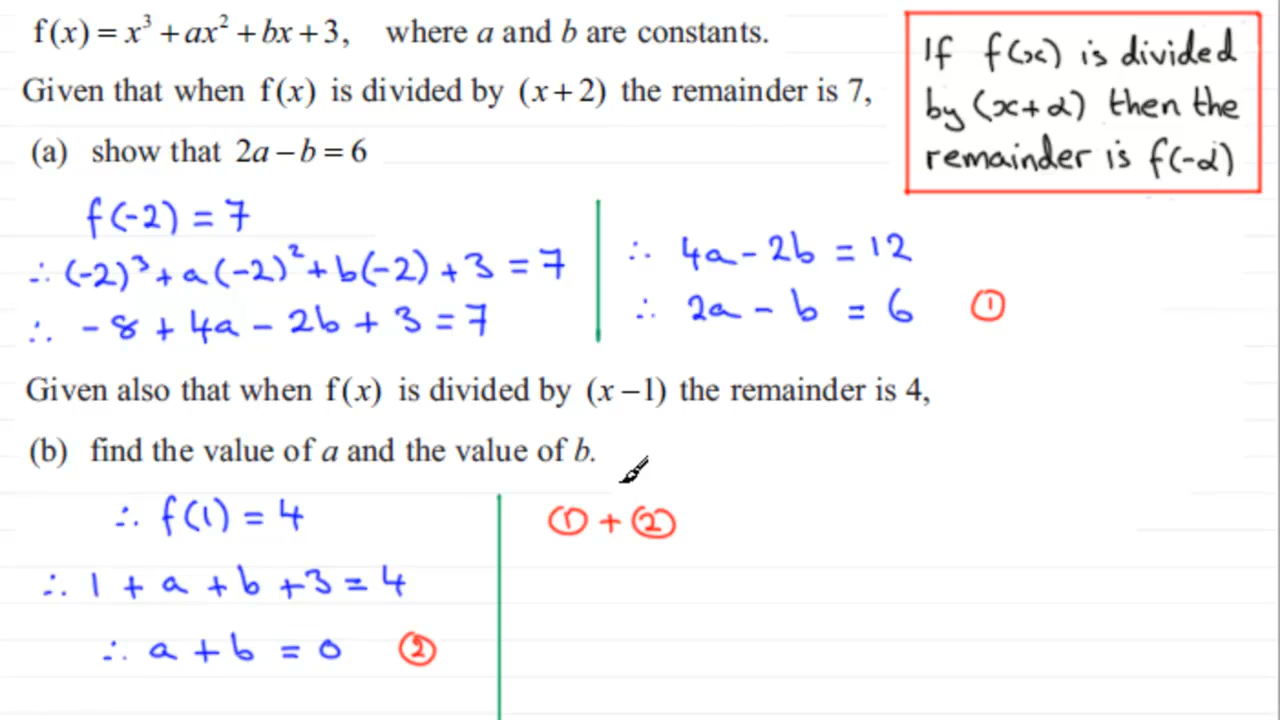 f(x) = x³ + ax² + bx + 3,    where a and b are constants.
Given that when f(x) is divided by (x + 2) the remainder is 7,
(a)   show that 2a − b = 6
If f(x) is divided
by (x+α) then the
remainder is f(-α)
f(-2) = 7
∴ (-2)³ + a(-2)² + b(-2) + 3 = 7
∴ -8 + 4a - 2b + 3 = 7
∴ 4a - 2b = 12
∴ 2a - b = 6   ①
Given also that when f(x) is divided by (x − 1) the remainder is 4,
(b)   find the value of a and the value of b.
∴ f(1) = 4
∴ 1 + a + b + 3 = 4
∴ a + b = 0   ②
① + ②